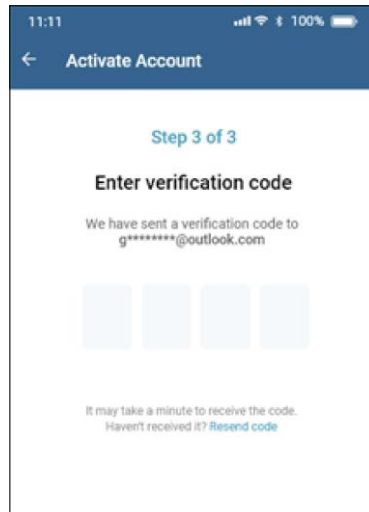 11:11 100%
Activate Account
Step 3 of 3
Enter verification code
We have sent a verification code to
g********@outlook.com
It may take a minute to receive the code.
Haven't received it? Resend code